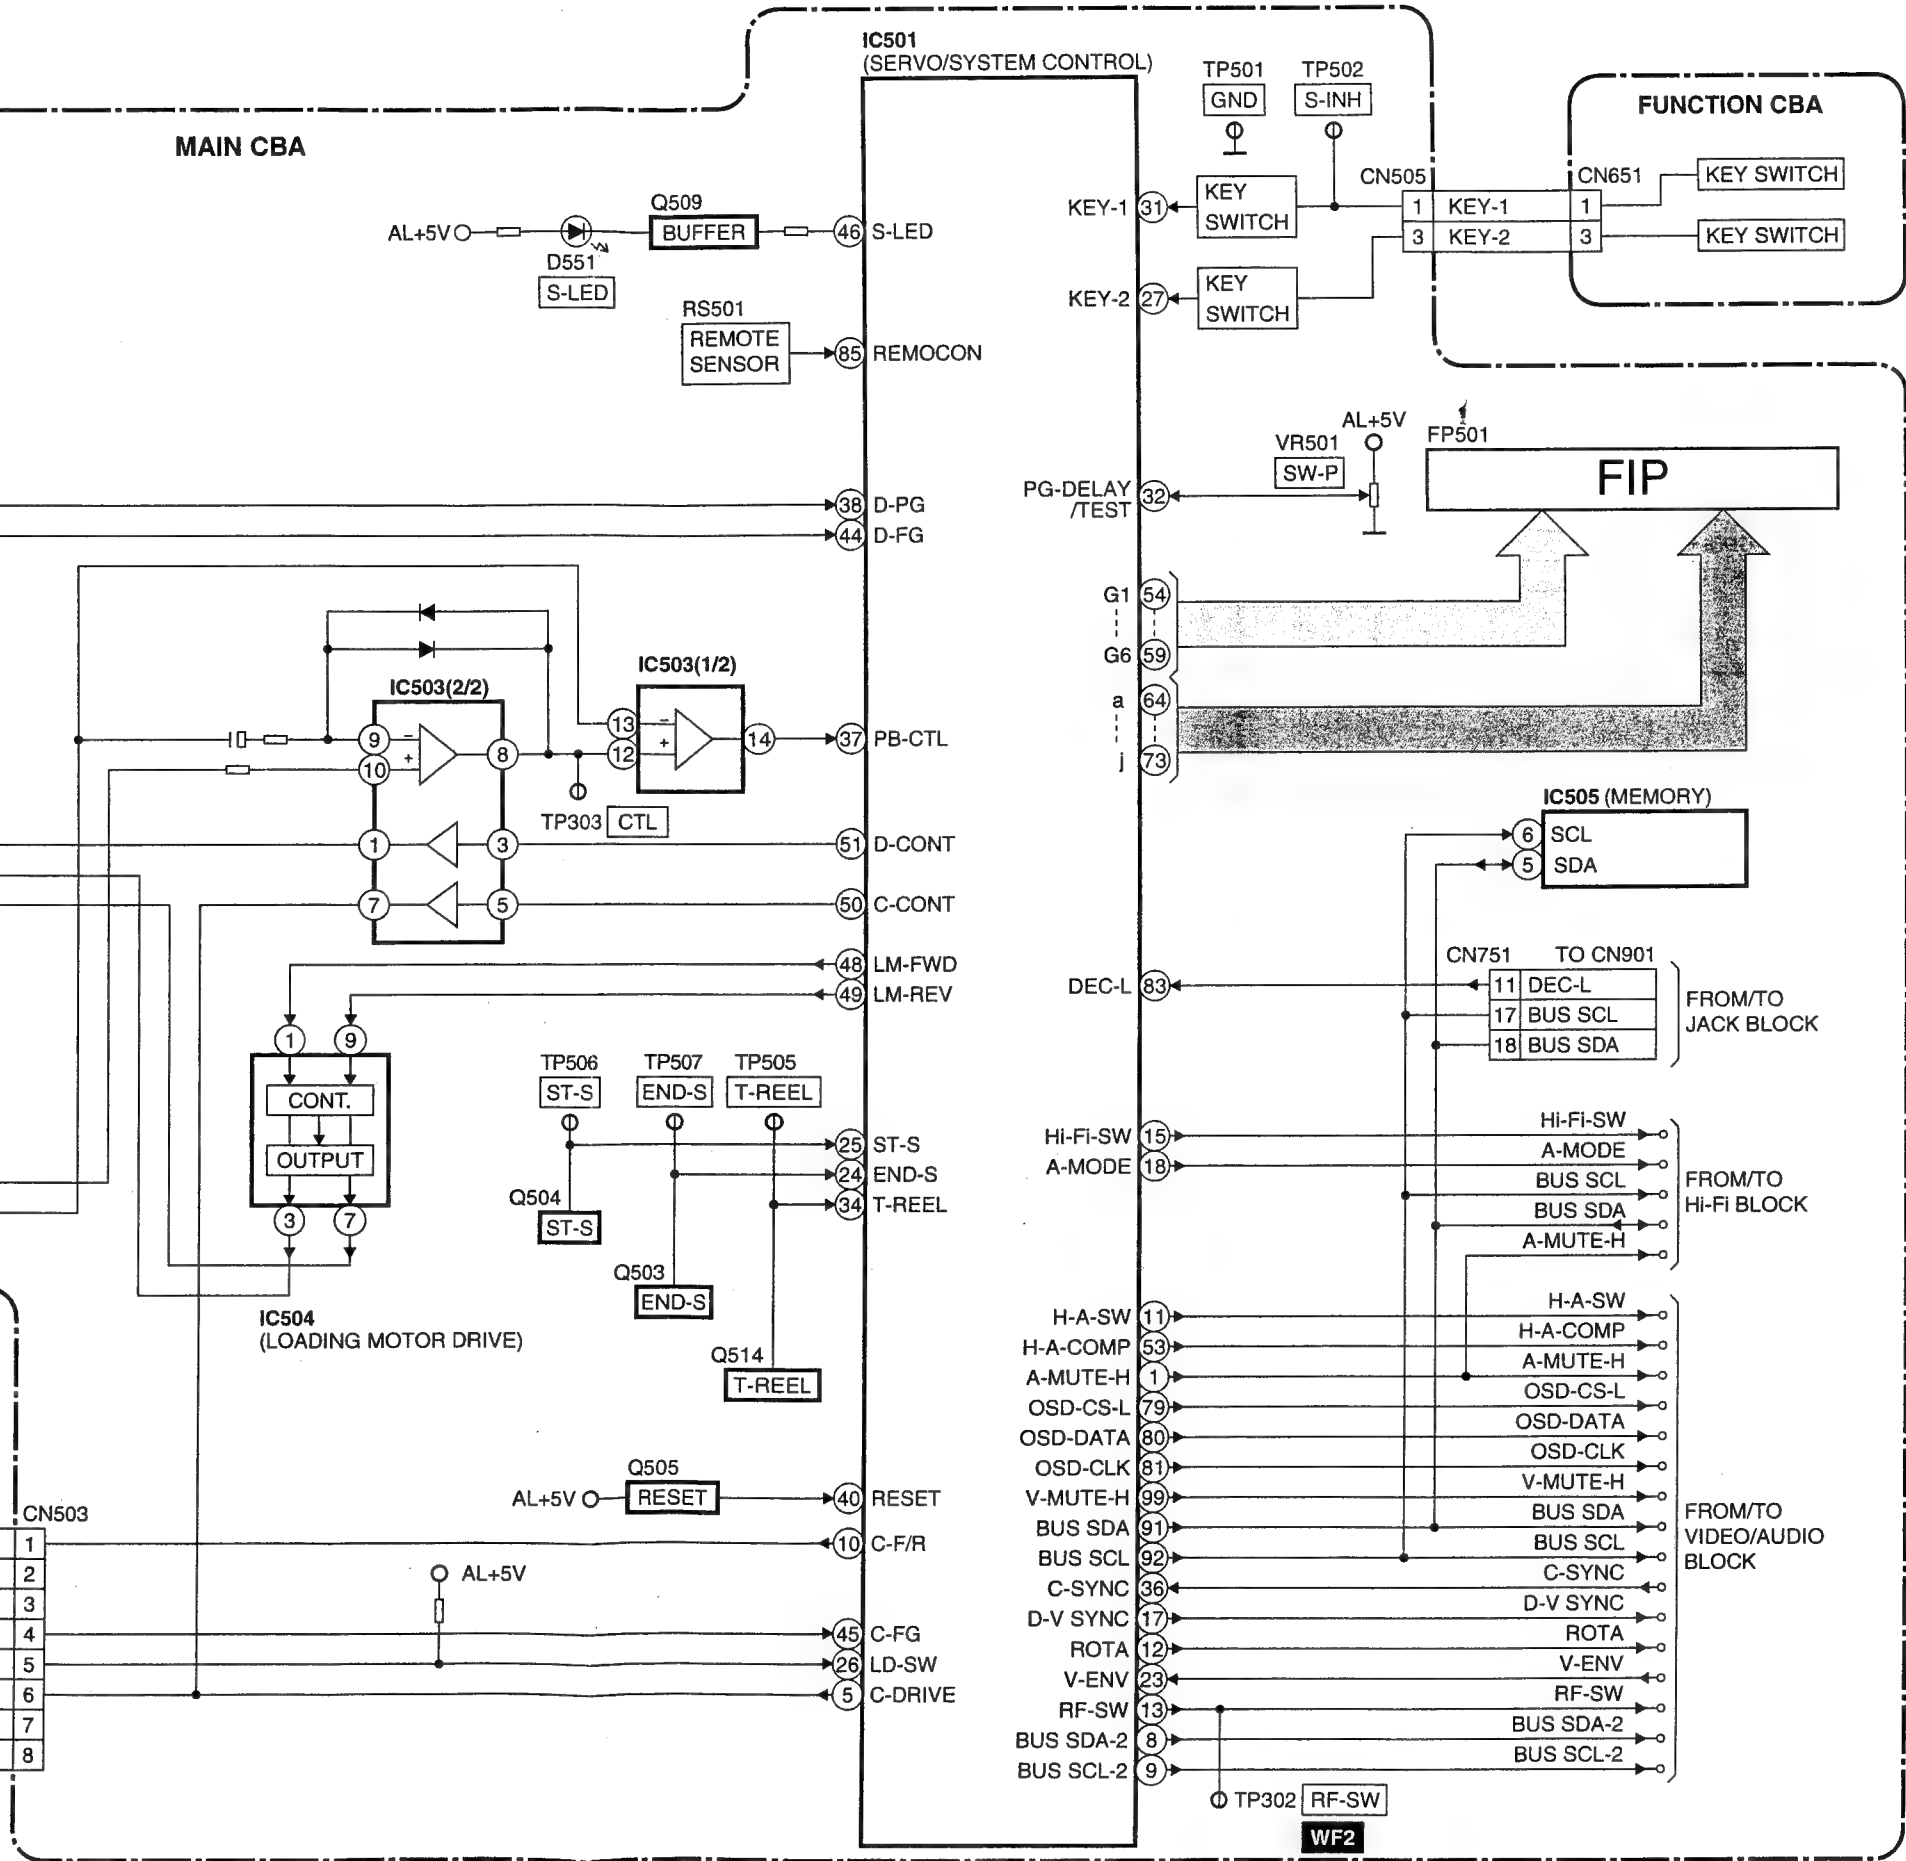 IC501
(SERVO/SYSTEM CONTROL)
MAIN CBA
FUNCTION CBA
TP501
GND
TP502
S-INH
CN505
CN651
KEY SWITCH
KEY SWITCH
1 KEY-1 1
3 KEY-2 3
KEY
SWITCH
31 KEY-1
KEY
SWITCH
27 KEY-2
AL+5V
D551
S-LED
Q509
BUFFER
46 S-LED
RS501
REMOTE
SENSOR
85 REMOCON
AL+5V
VR501
SW-P
PG-DELAY
/TEST
32
FP501
FIP
38 D-PG
44 D-FG
G1 54
G6 59
a 64
j 73
IC503(2/2)
9 −
10 +
8
1
3
7
5
IC503(1/2)
13 −
12 +
14
37 PB-CTL
TP303 CTL
51 D-CONT
50 C-CONT
48 LM-FWD
49 LM-REV
1
9
CONT.
OUTPUT
3
7
IC504
(LOADING MOTOR DRIVE)
IC505 (MEMORY)
6 SCL
5 SDA
CN751 TO CN901
DEC-L 83
11 DEC-L
17 BUS SCL
18 BUS SDA
FROM/TO
JACK BLOCK
TP506
ST-S
TP507
END-S
TP505
T-REEL
25 ST-S
24 END-S
34 T-REEL
Q504
ST-S
Q503
END-S
Q514
T-REEL
Hi-Fi-SW 15
A-MODE 18
Hi-Fi-SW
A-MODE
BUS SCL
BUS SDA
A-MUTE-H
FROM/TO
Hi-Fi BLOCK
H-A-SW 11 H-A-SW
H-A-COMP 53 H-A-COMP
A-MUTE-H 1 A-MUTE-H
OSD-CS-L 79 OSD-CS-L
OSD-DATA 80 OSD-DATA
OSD-CLK 81 OSD-CLK
V-MUTE-H 99 V-MUTE-H
BUS SDA 91 BUS SDA
BUS SCL 92 BUS SCL
C-SYNC 36 C-SYNC
D-V SYNC 17 D-V SYNC
ROTA 12 ROTA
V-ENV 23 V-ENV
RF-SW 13 RF-SW
BUS SDA-2 8 BUS SDA-2
BUS SCL-2 9 BUS SCL-2
FROM/TO
VIDEO/AUDIO
BLOCK
TP302 RF-SW
WF2
AL+5V
Q505
RESET
40 RESET
CN503
1
2
3
4
5
6
7
8
10 C-F/R
AL+5V
45 C-FG
26 LD-SW
5 C-DRIVE